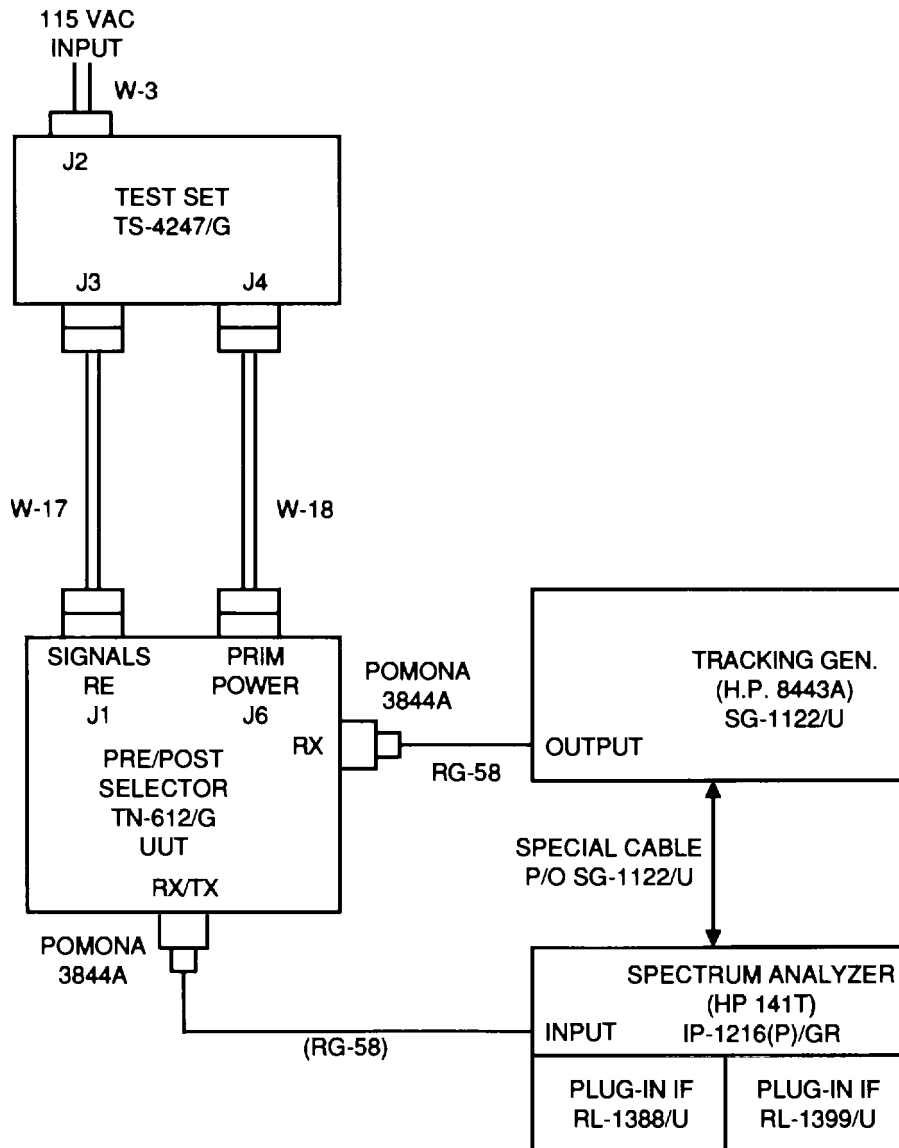 115 VAC
INPUT
W-3
J2
TEST SET
TS-4247/G
J3
J4
W-17
W-18
SIGNALS
RE
J1
PRIM
POWER
J6
RX
PRE/POST
SELECTOR
TN-612/G
UUT
RX/TX
POMONA
3844A
RG-58
TRACKING GEN.
(H.P. 8443A)
SG-1122/U
OUTPUT
SPECIAL CABLE
P/O SG-1122/U
POMONA
3844A
(RG-58)
SPECTRUM ANALYZER
(HP 141T)
INPUT IP-1216(P)/GR
PLUG-IN IF
RL-1388/U
PLUG-IN IF
RL-1399/U